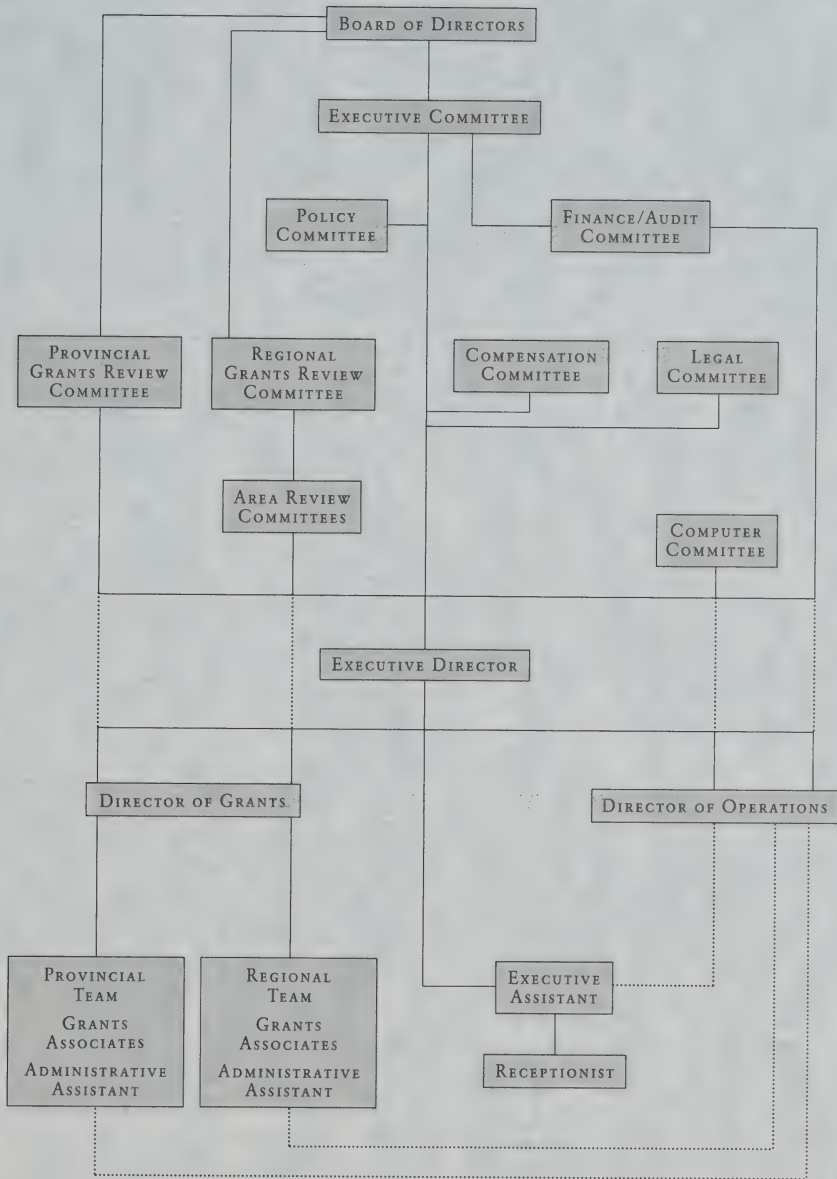 BOARD OF DIRECTORS
EXECUTIVE COMMITTEE
POLICY
COMMITTEE
FINANCE/AUDIT
COMMITTEE
PROVINCIAL
GRANTS REVIEW
COMMITTEE
REGIONAL
GRANTS REVIEW
COMMITTEE
COMPENSATION
COMMITTEE
LEGAL
COMMITTEE
AREA REVIEW
COMMITTEES
COMPUTER
COMMITTEE
EXECUTIVE DIRECTOR
DIRECTOR OF GRANTS
DIRECTOR OF OPERATIONS
PROVINCIAL
TEAM
GRANTS
ASSOCIATES
ADMINISTRATIVE
ASSISTANT
REGIONAL
TEAM
GRANTS
ASSOCIATES
ADMINISTRATIVE
ASSISTANT
EXECUTIVE
ASSISTANT
RECEPTIONIST